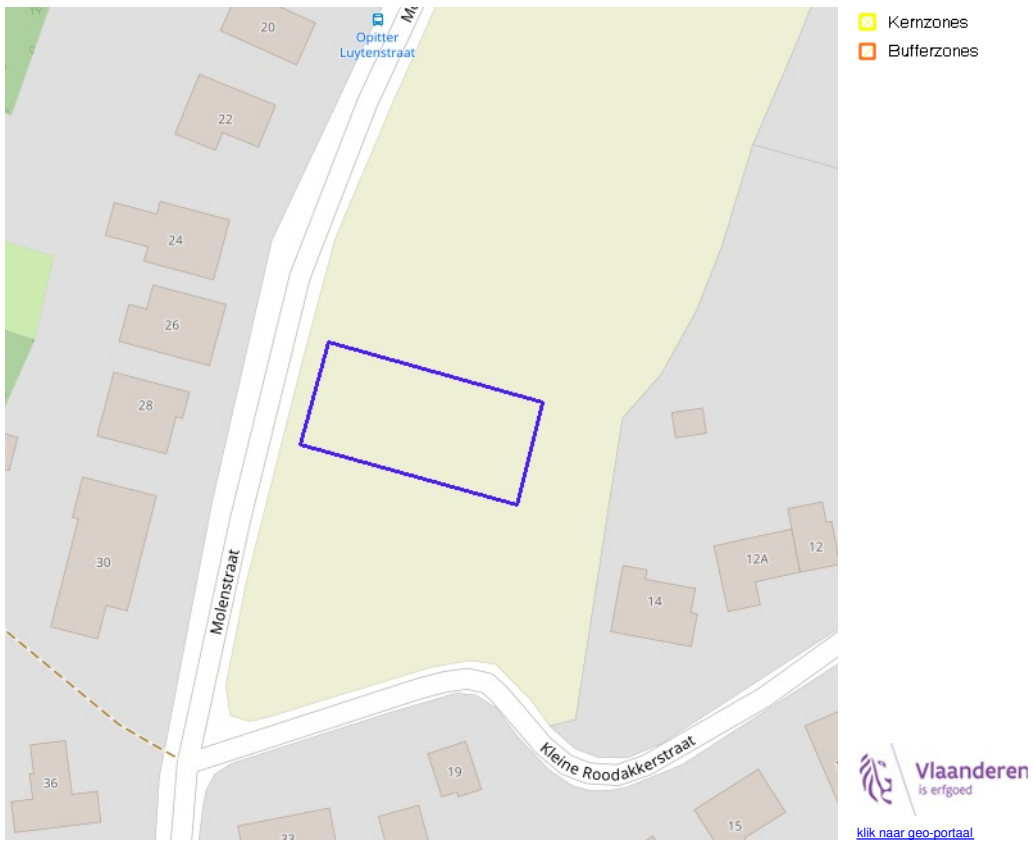 20
Opitter
Luytenstraat
Kernzones
Bufferzones
22
24
26
28
30
Molenstraat
12
12A
14
Kleine Roodakkerstraat
19
36
33
15
Vlaanderen
is erfgoed
klik naar geo-portaal